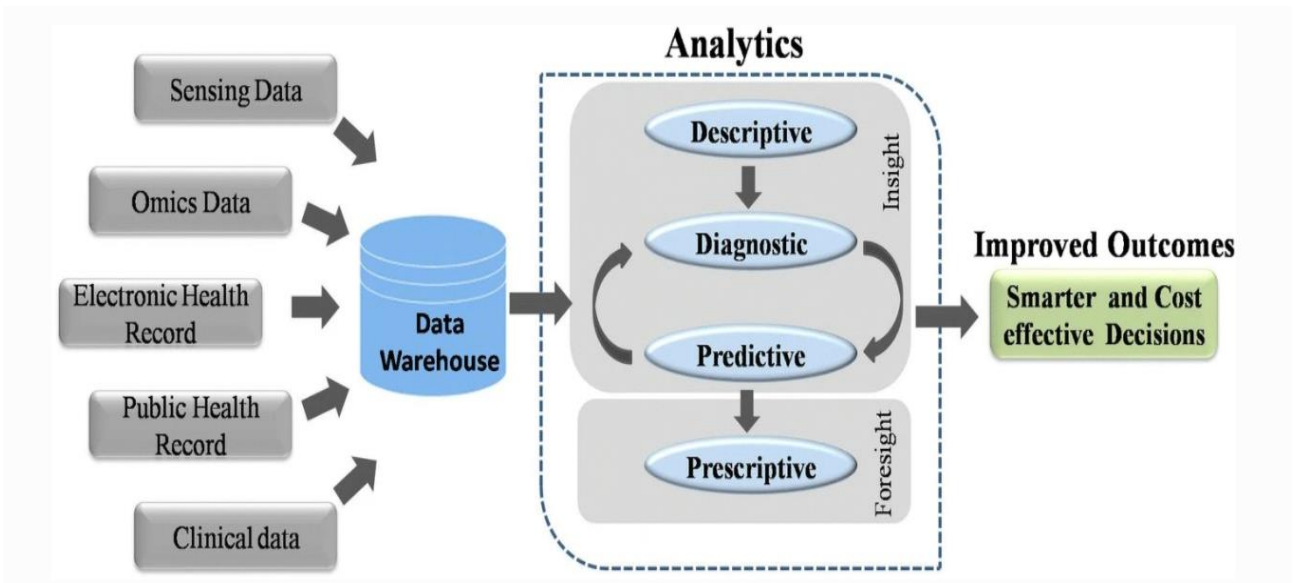 Sensing Data
Omics Data
Electronic Health
Record
Public Health
Record
Clinical data
Data
Warehouse
Analytics
Descriptive
Diagnostic
Predictive
Insight
Prescriptive
Foresight
Improved Outcomes
Smarter and Cost
effective Decisions